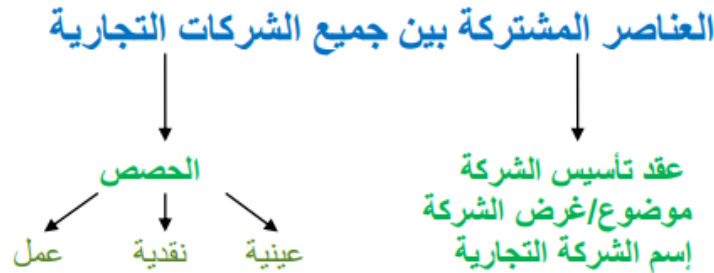 العناصر المشتركة بين جميع الشركات التجارية
عقد تأسيس الشركة
موضوع/غرض الشركة
إسم الشركة التجارية
الحصص
عينية نقدية عمل